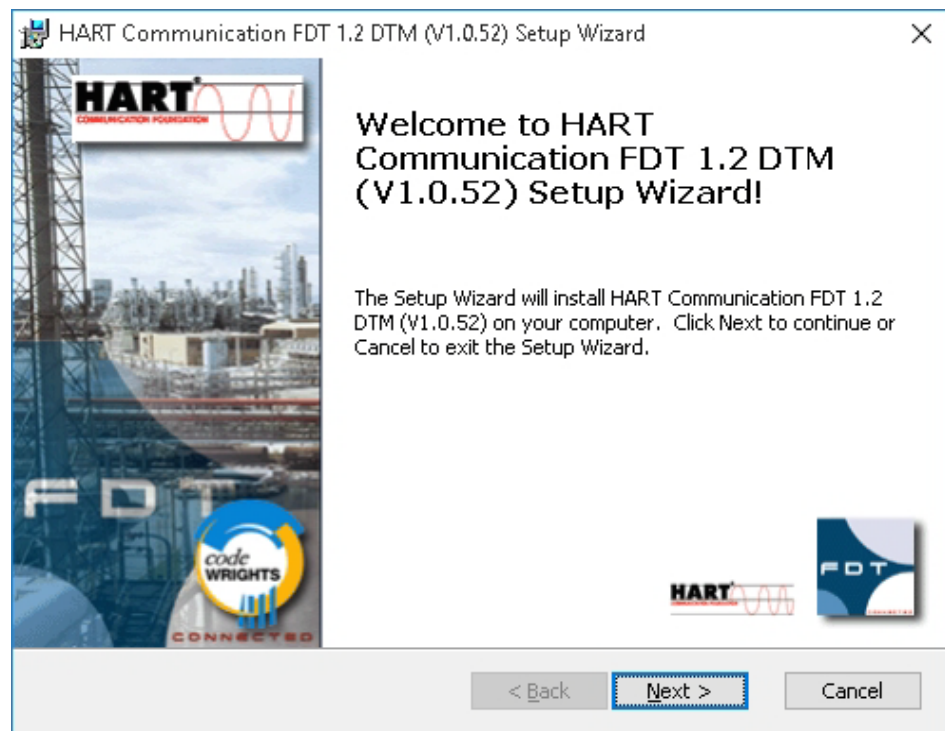 HART Communication FDT 1.2 DTM (V1.0.52) Setup Wizard
HART
COMMUNICATION FOUNDATION
Welcome to HART
Communication FDT 1.2 DTM
(V1.0.52) Setup Wizard!
The Setup Wizard will install HART Communication FDT 1.2
DTM (V1.0.52) on your computer.  Click Next to continue or
Cancel to exit the Setup Wizard.
FDT
code
WRIGHTS
CONNECTED
HART
FDT
< Back
Next >
Cancel